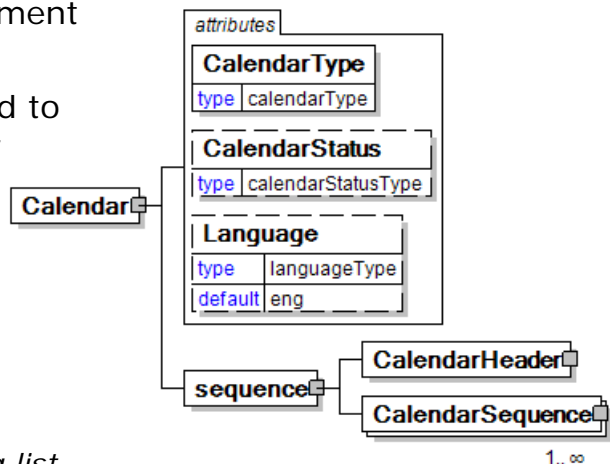 ment
attributes
CalendarType
type calendarType
d to
CalendarStatus
type calendarStatusType
Calendar
Language
type languageType
default eng
CalendarHeader
sequence
CalendarSequence
1.. ∞
list